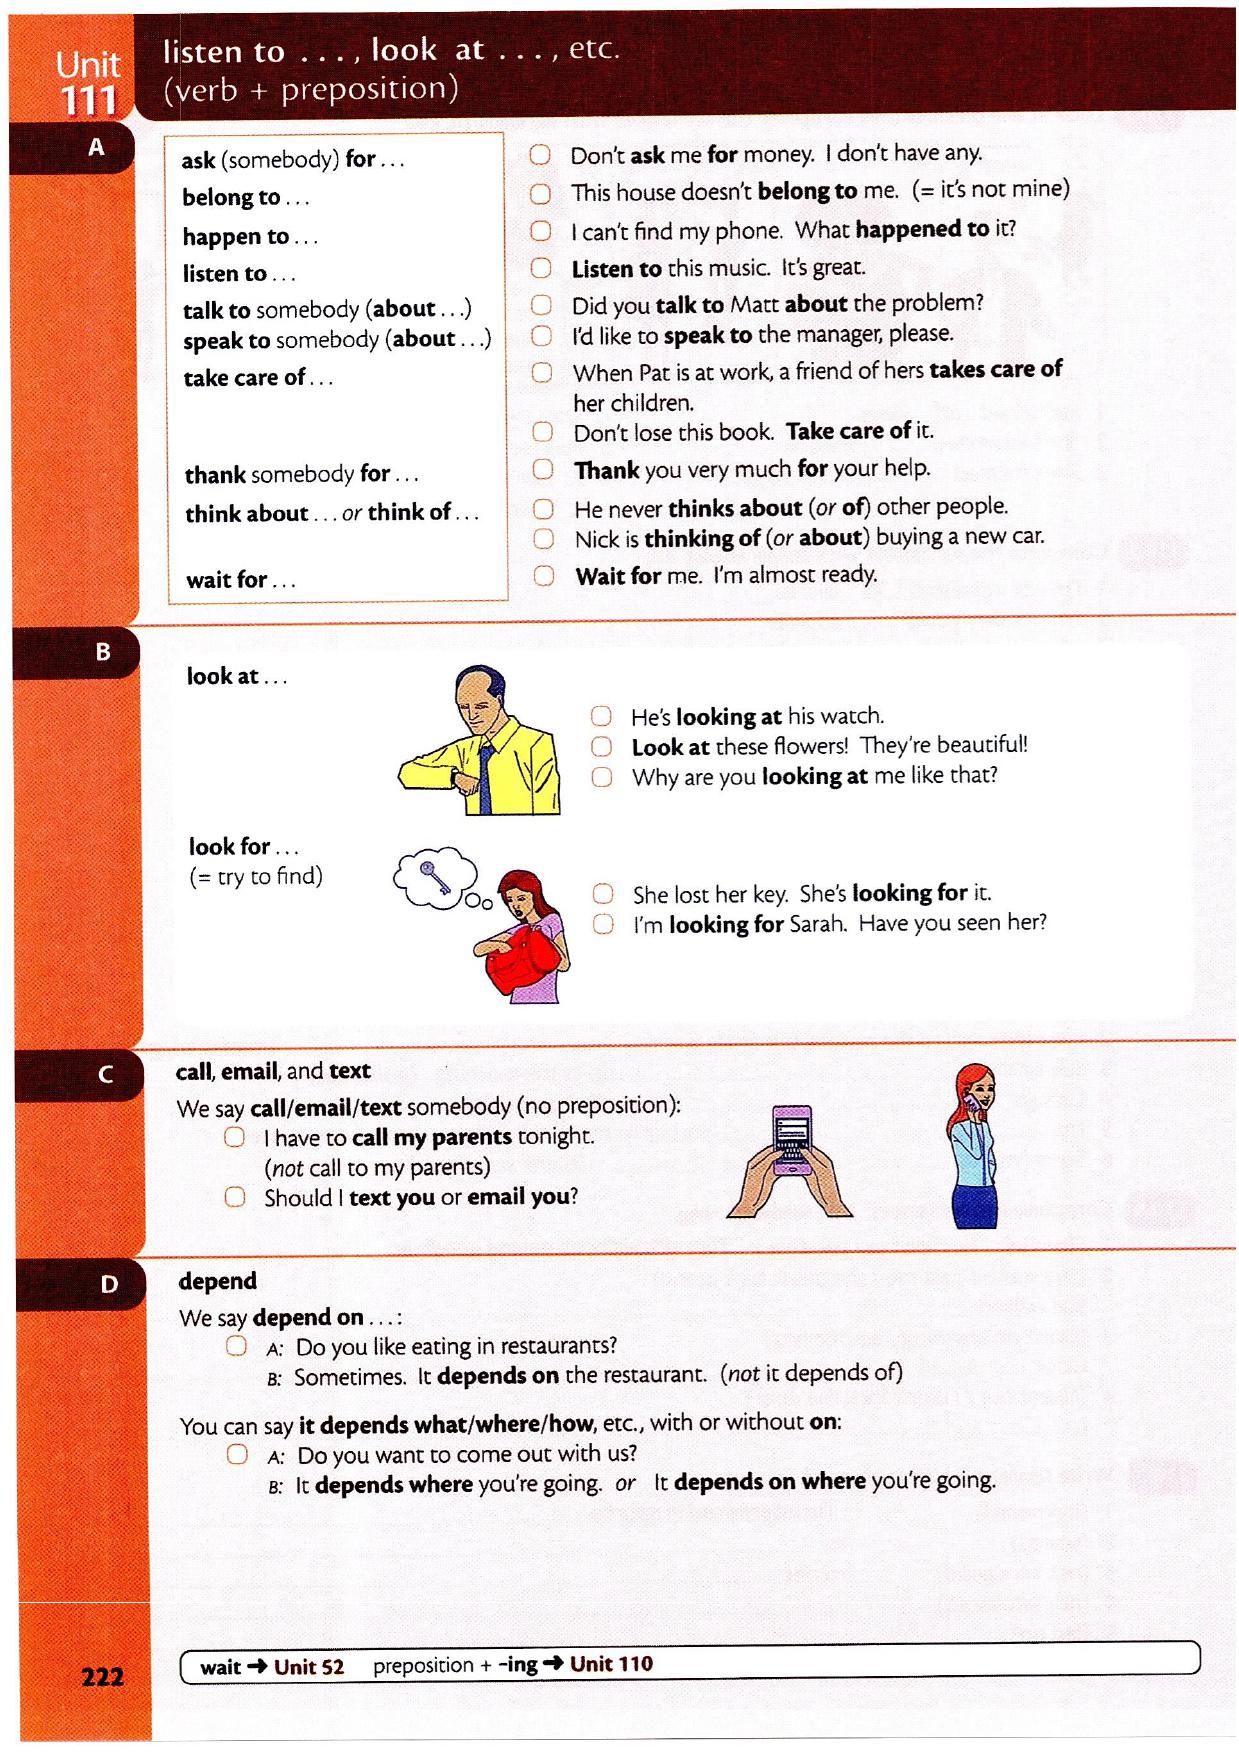 Unit
111
listen to . . . , look at . . . , etc.
(verb + preposition)
A
ask (somebody) for . . .
belong to . . .
happen to . . .
listen to . . .
talk to somebody (about . . .)
speak to somebody (about . . .)
take care of . . .
thank somebody for . . .
think about . . . or think of . . .
wait for . . .
Don't ask me for money. I don't have any.
This house doesn't belong to me. (= it's not mine)
I can't find my phone. What happened to it?
Listen to this music. It's great.
Did you talk to Matt about the problem?
I'd like to speak to the manager, please.
When Pat is at work, a friend of hers takes care of
her children.
Don't lose this book. Take care of it.
Thank you very much for your help.
He never thinks about (or of) other people.
Nick is thinking of (or about) buying a new car.
Wait for me. I'm almost ready.
B
look at . . .
He's looking at his watch.
Look at these flowers! They're beautiful!
Why are you looking at me like that?
look for . . .
(= try to find)
She lost her key. She's looking for it.
I'm looking for Sarah. Have you seen her?
C
call, email, and text
We say call/email/text somebody (no preposition):
I have to call my parents tonight.
(not call to my parents)
Should I text you or email you?
D
depend
We say depend on . . . :
A: Do you like eating in restaurants?
B: Sometimes. It depends on the restaurant. (not it depends of)
You can say it depends what/where/how, etc., with or without on:
A: Do you want to come out with us?
B: It depends where you're going. or It depends on where you're going.
222
wait → Unit 52 preposition + -ing → Unit 110